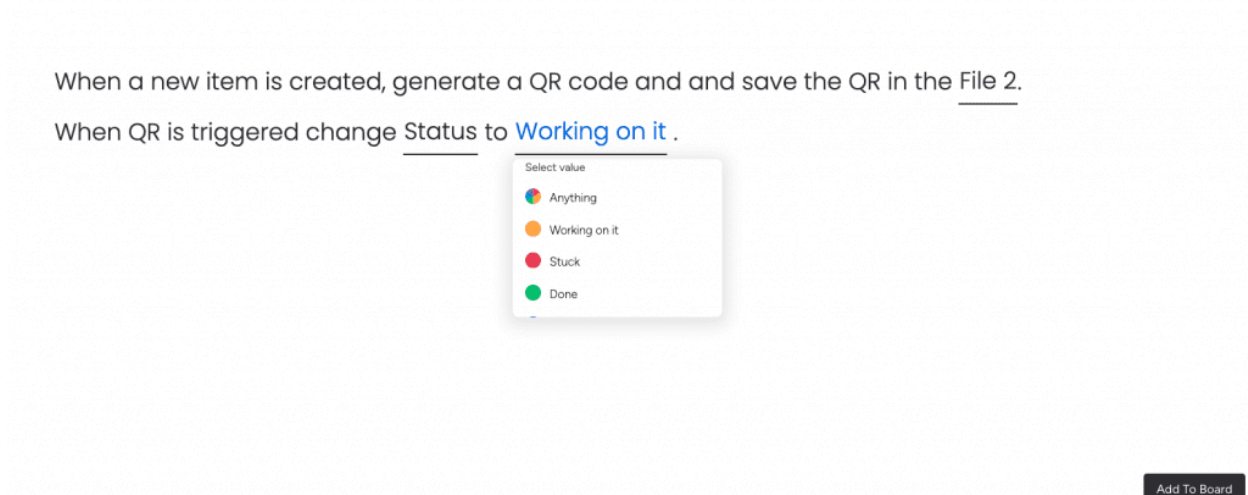 When a new item is created, generate a QR code and and save the QR in the File 2.
When QR is triggered change Status to Working on it .
Select value
Anything
Working on it
Stuck
Done
Add To Board